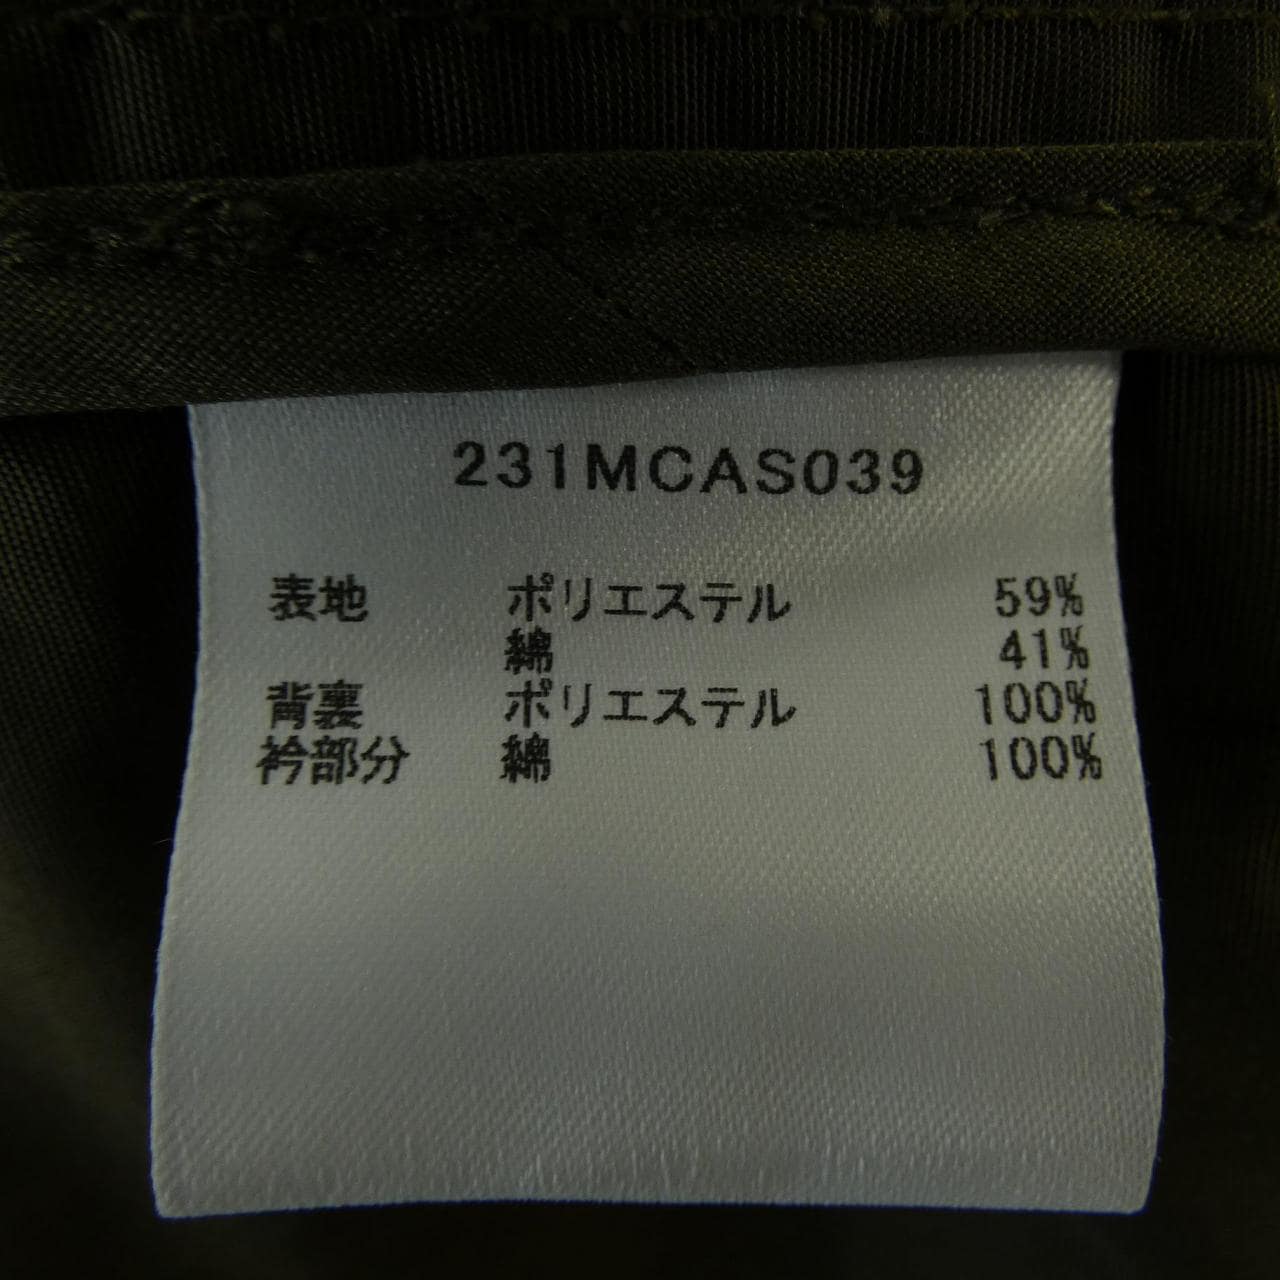 231MCAS039
表地 ポリエステル 59%
綿 41%
背裏 ポリエステル 100%
衿部分 綿 100%